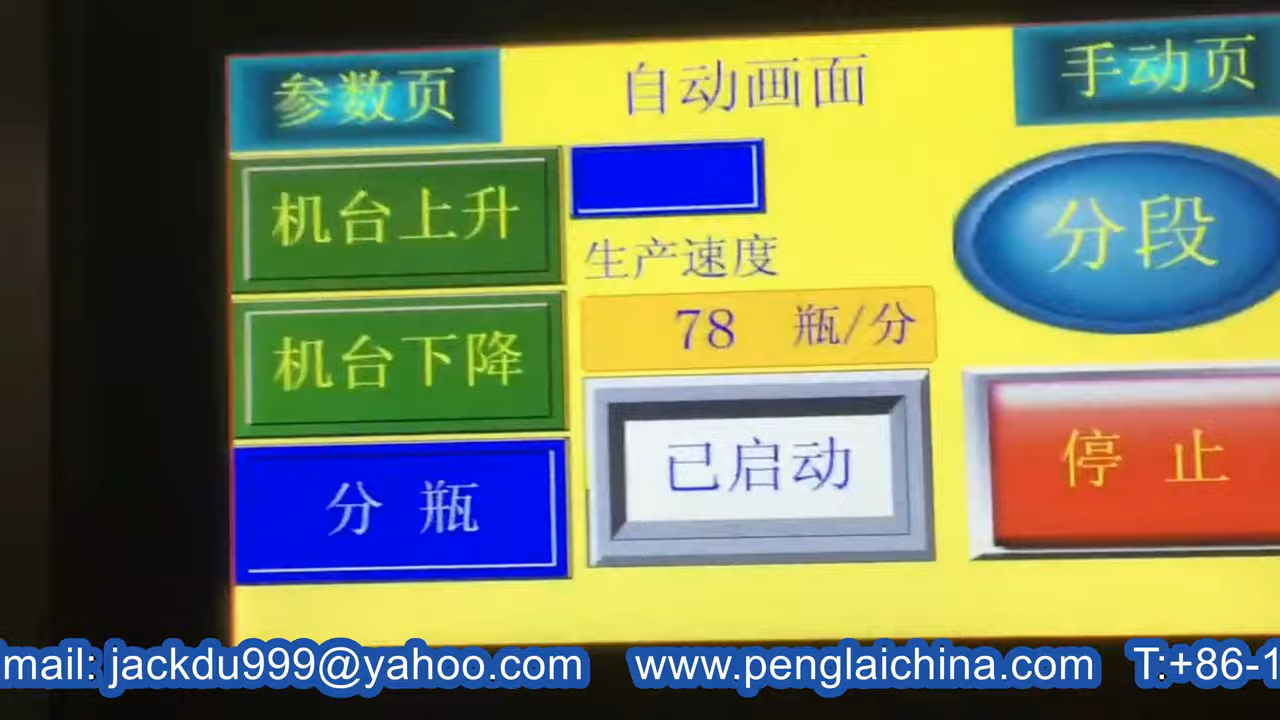 参数页
自动画面
手动页
机台上升
生产速度
分段
78 瓶/分
机台下降
已启动
停 止
分 瓶
mail: jackdu999@yahoo.com www.penglaichina.com T:+86-1